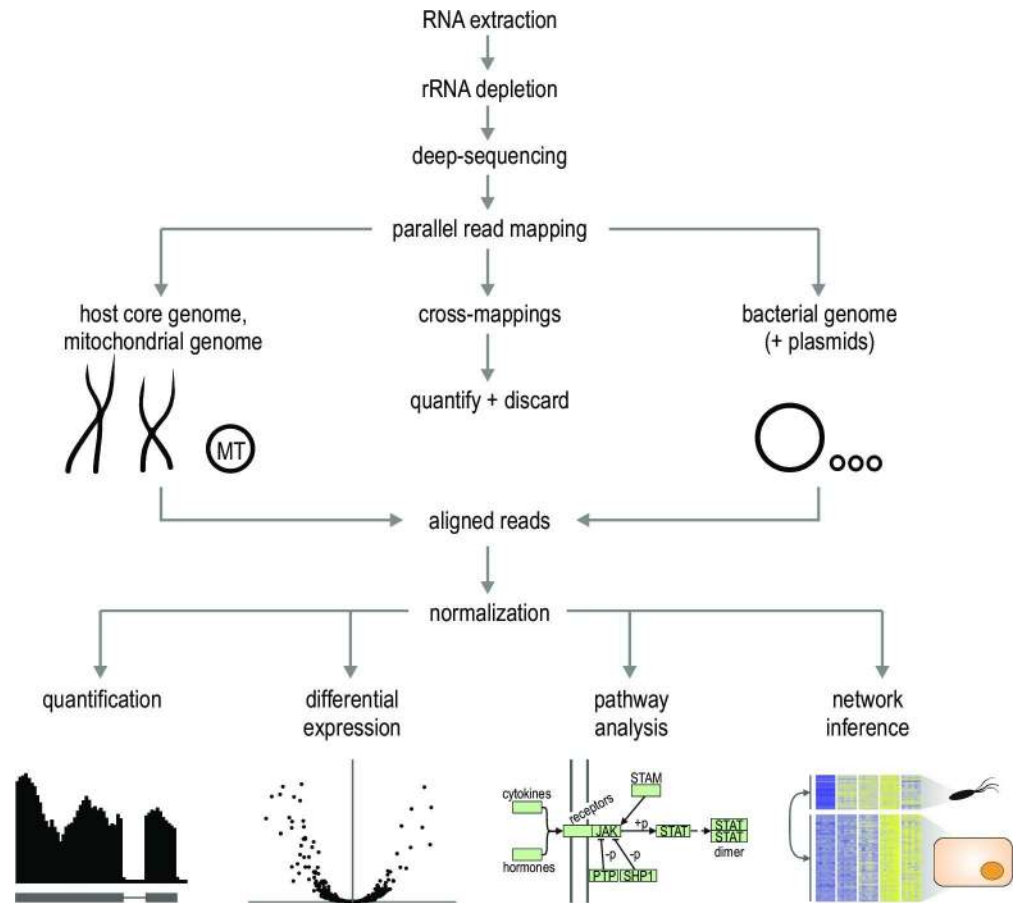 RNA extraction
rRNA depletion
deep-sequencing
parallel read mapping
host core genome,
mitochondrial genome
cross-mappings
bacterial genome
(+ plasmids)
quantify + discard
MT
aligned reads
normalization
quantification
differential
expression
pathway
analysis
network
inference
cytokines
hormones
receptors
STAM
JAK
+p
STAT
STAT
STAT
dimer
-p
-p
PTP
SHP1